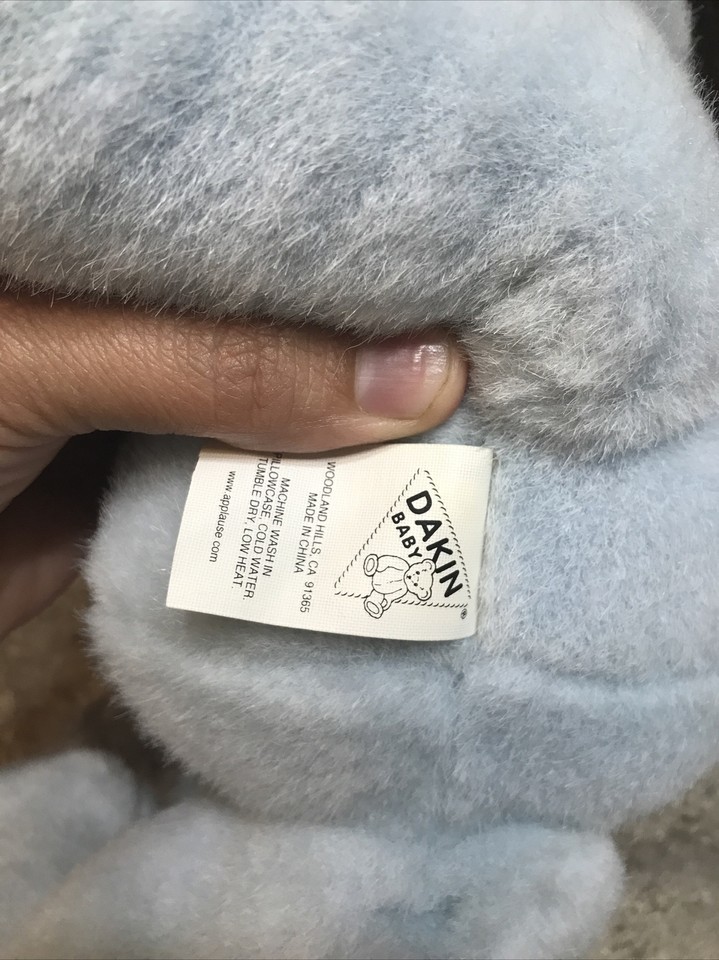 DAKIN
BABY
®
WOODLAND HILLS, CA 91365
MADE IN CHINA
MACHINE WASH IN
PILLOWCASE, COLD WATER.
TUMBLE DRY, LOW HEAT.
www.applause.com